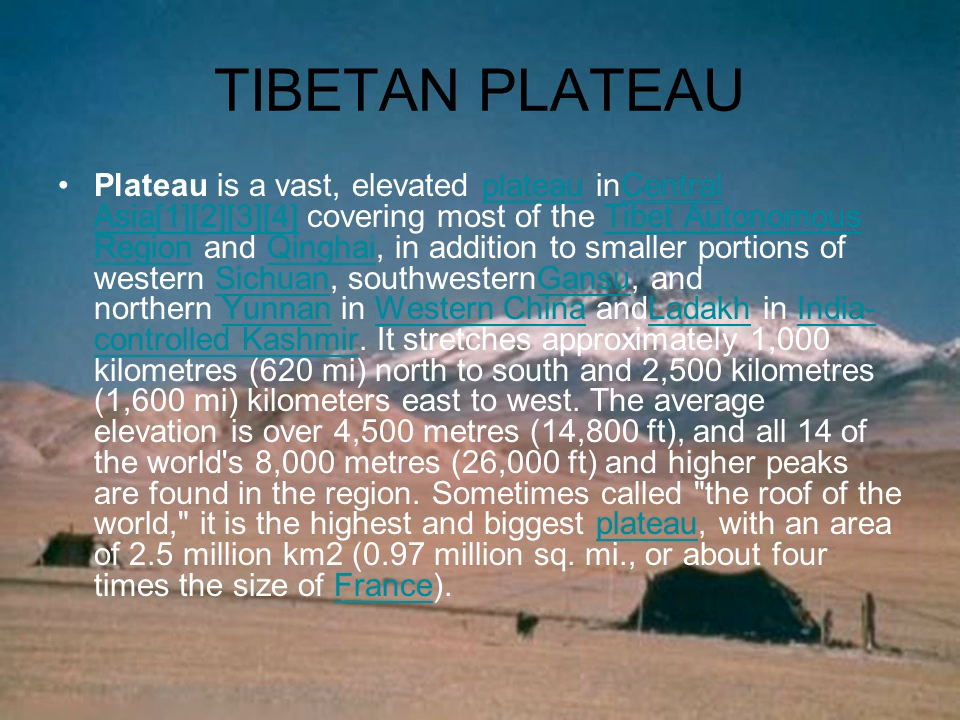 TIBETAN PLATEAU
• Plateau is a vast, elevated plateau inCentral
Asia[1][2][3][4] covering most of the Tibet Autonomous
Region and Qinghai, in addition to smaller portions of
western Sichuan, southwesternGansu, and
northern Yunnan in Western China andLadakh in India-
controlled Kashmir. It stretches approximately 1,000
kilometres (620 mi) north to south and 2,500 kilometres
(1,600 mi) kilometers east to west. The average
elevation is over 4,500 metres (14,800 ft), and all 14 of
the world's 8,000 metres (26,000 ft) and higher peaks
are found in the region. Sometimes called "the roof of the
world," it is the highest and biggest plateau, with an area
of 2.5 million km2 (0.97 million sq. mi., or about four
times the size of France).